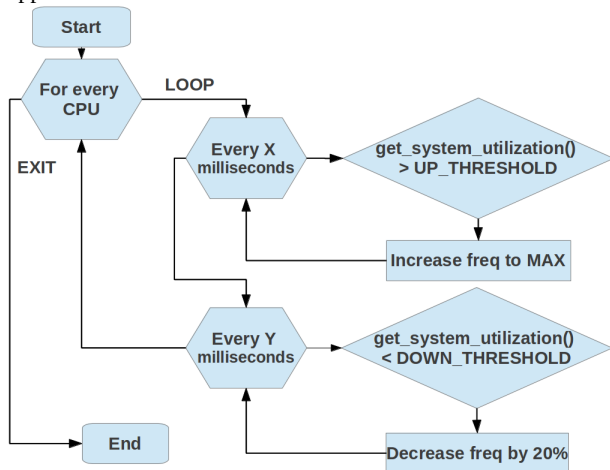 Start
For every
CPU
LOOP
EXIT
Every X
milliseconds
get_system_utilization()
> UP_THRESHOLD
Increase freq to MAX
Every Y
milliseconds
get_system_utilization()
< DOWN_THRESHOLD
Decrease freq by 20%
End